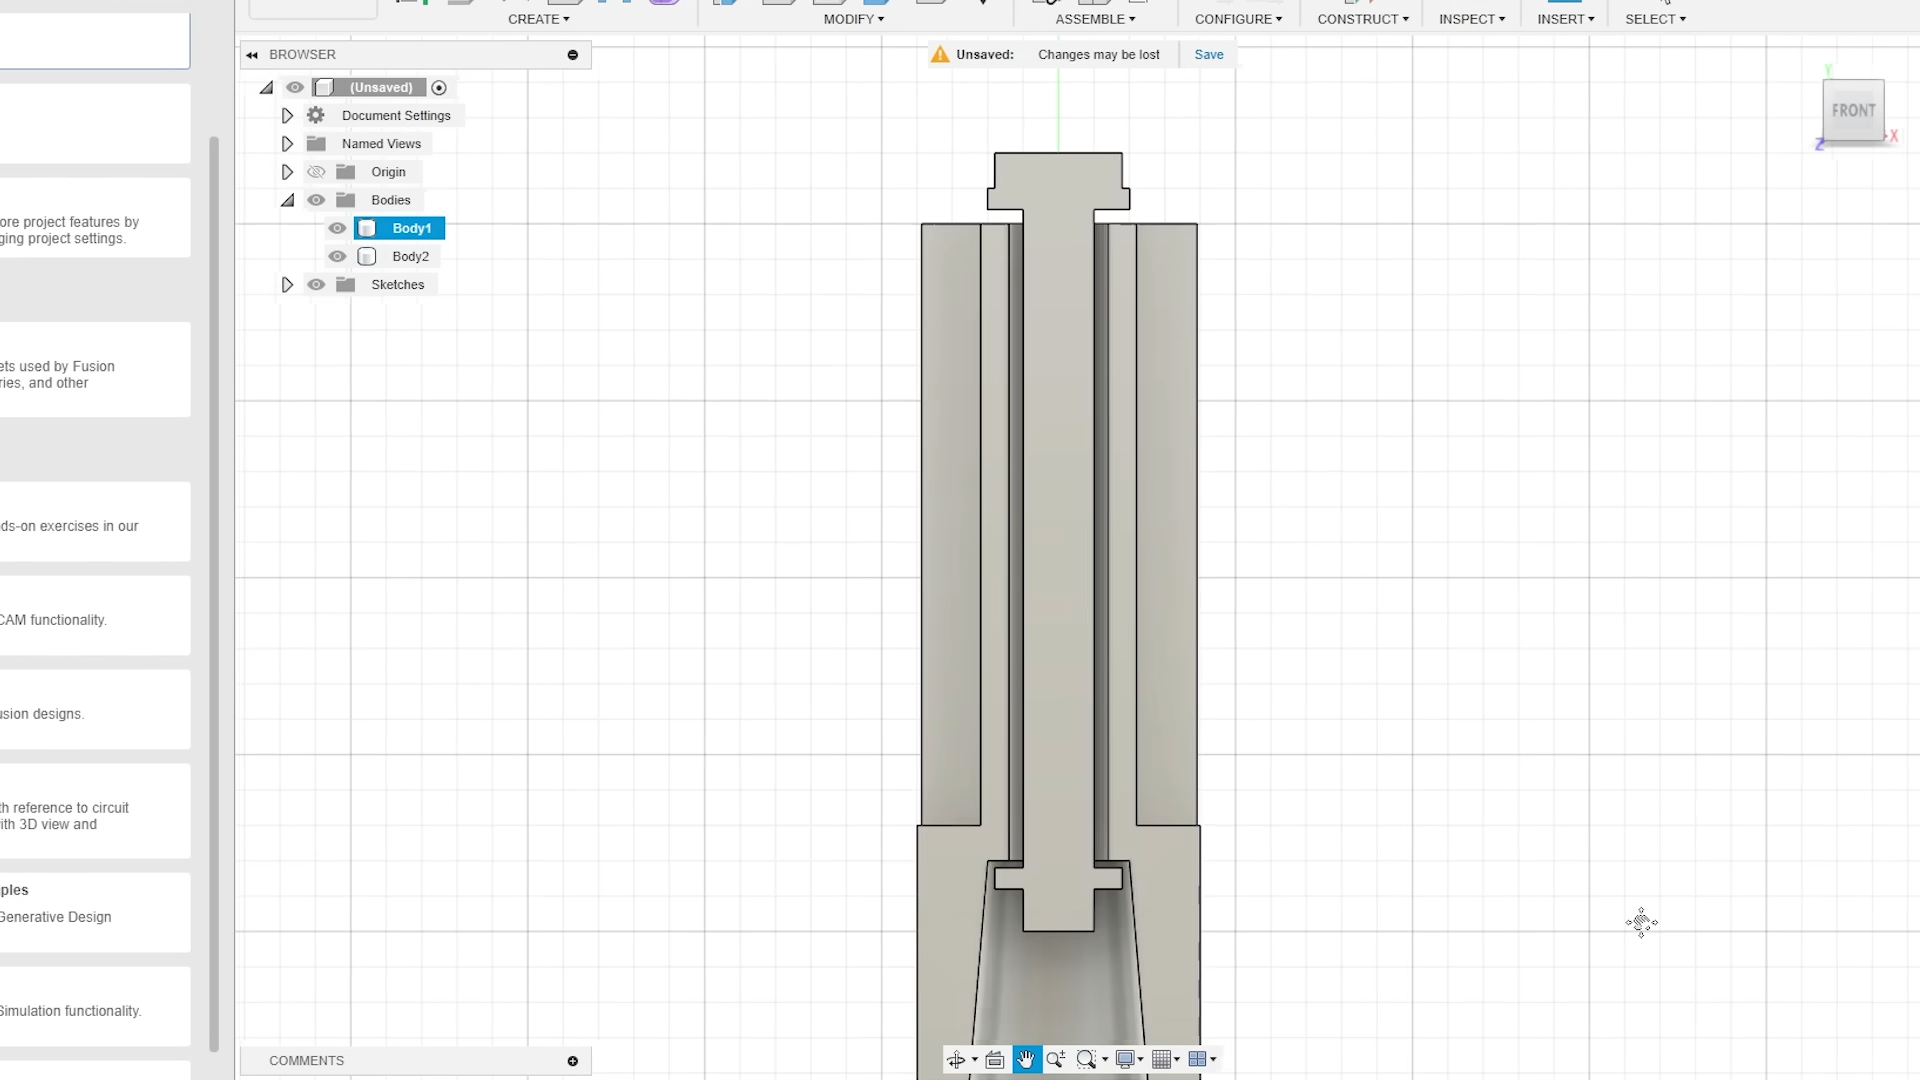 CREATE MODIFY ASSEMBLE CONFIGURE CONSTRUCT INSPECT INSERT SELECT
BROWSER
Unsaved: Changes may be lost Save
(Unsaved)
Document Settings
Named Views
Origin
Bodies
Body1
Body2
Sketches
FRONT
Y
X
Z
ore project features by
ging project settings.
ets used by Fusion
ries, and other
ds-on exercises in our
CAM functionality.
usion designs.
th reference to circuit
ith 3D view and
ples
Generative Design
Simulation functionality.
COMMENTS